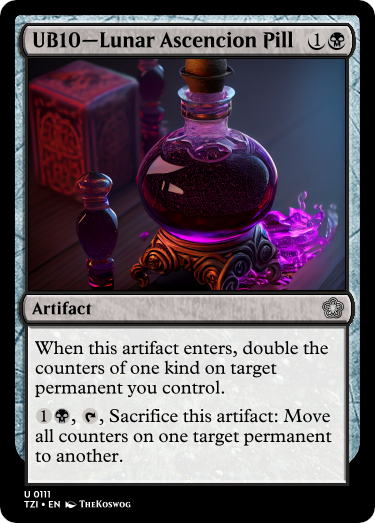 UB10—Lunar Ascencion Pill 1
Artifact
When this artifact enters, double the
counters of one kind on target
permanent you control.
1, , Sacrifice this artifact: Move
all counters on one target permanent
to another.
U 0111
TZI • EN TheKoswog